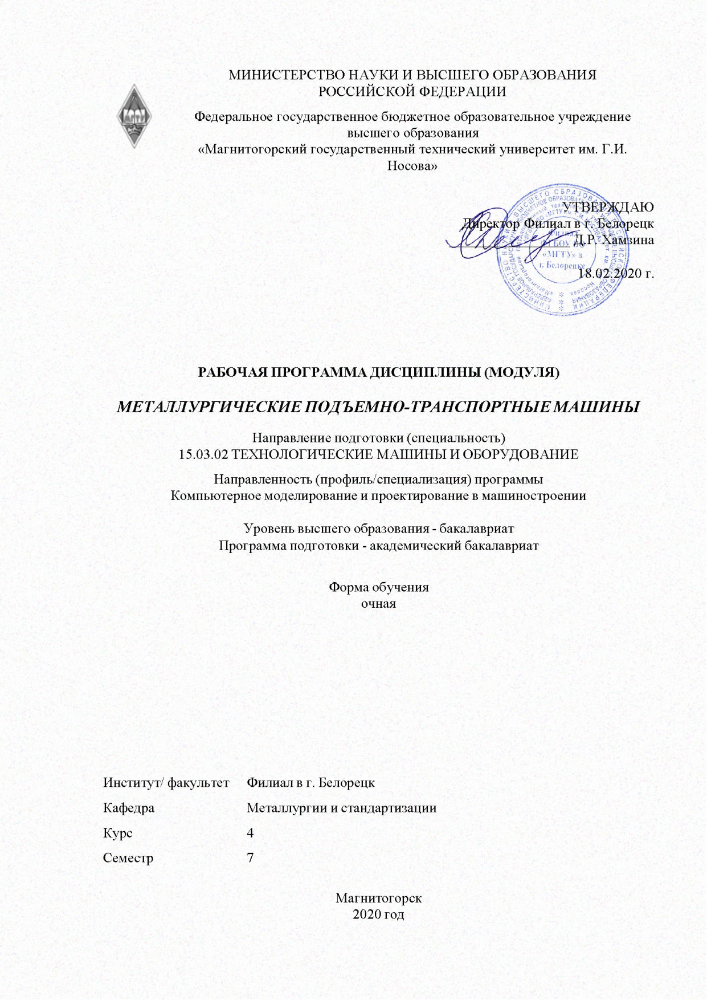 МИНИСТЕРСТВО НАУКИ И ВЫСШЕГО ОБРАЗОВАНИЯ
РОССИЙСКОЙ ФЕДЕРАЦИИ
МГТУ
Федеральное государственное бюджетное образовательное учреждение
высшего образования
«Магнитогорский государственный технический университет им. Г.И.
Носова»
УТВЕРЖДАЮ
Директор Филиал в г. Белорецк
Д.Р. Хамзина
18.02.2020 г.
Филиал
ФГБОУ ВО
«МГТУ» в
г. Белорецке
РАБОЧАЯ ПРОГРАММА ДИСЦИПЛИНЫ (МОДУЛЯ)
МЕТАЛЛУРГИЧЕСКИЕ ПОДЪЕМНО-ТРАНСПОРТНЫЕ МАШИНЫ
Направление подготовки (специальность)
15.03.02 ТЕХНОЛОГИЧЕСКИЕ МАШИНЫ И ОБОРУДОВАНИЕ
Направленность (профиль/специализация) программы
Компьютерное моделирование и проектирование в машиностроении
Уровень высшего образования - бакалавриат
Программа подготовки - академический бакалавриат
Форма обучения
очная
Институт/ факультет Филиал в г. Белорецк
Кафедра Металлургии и стандартизации
Курс 4
Семестр 7
Магнитогорск
2020 год